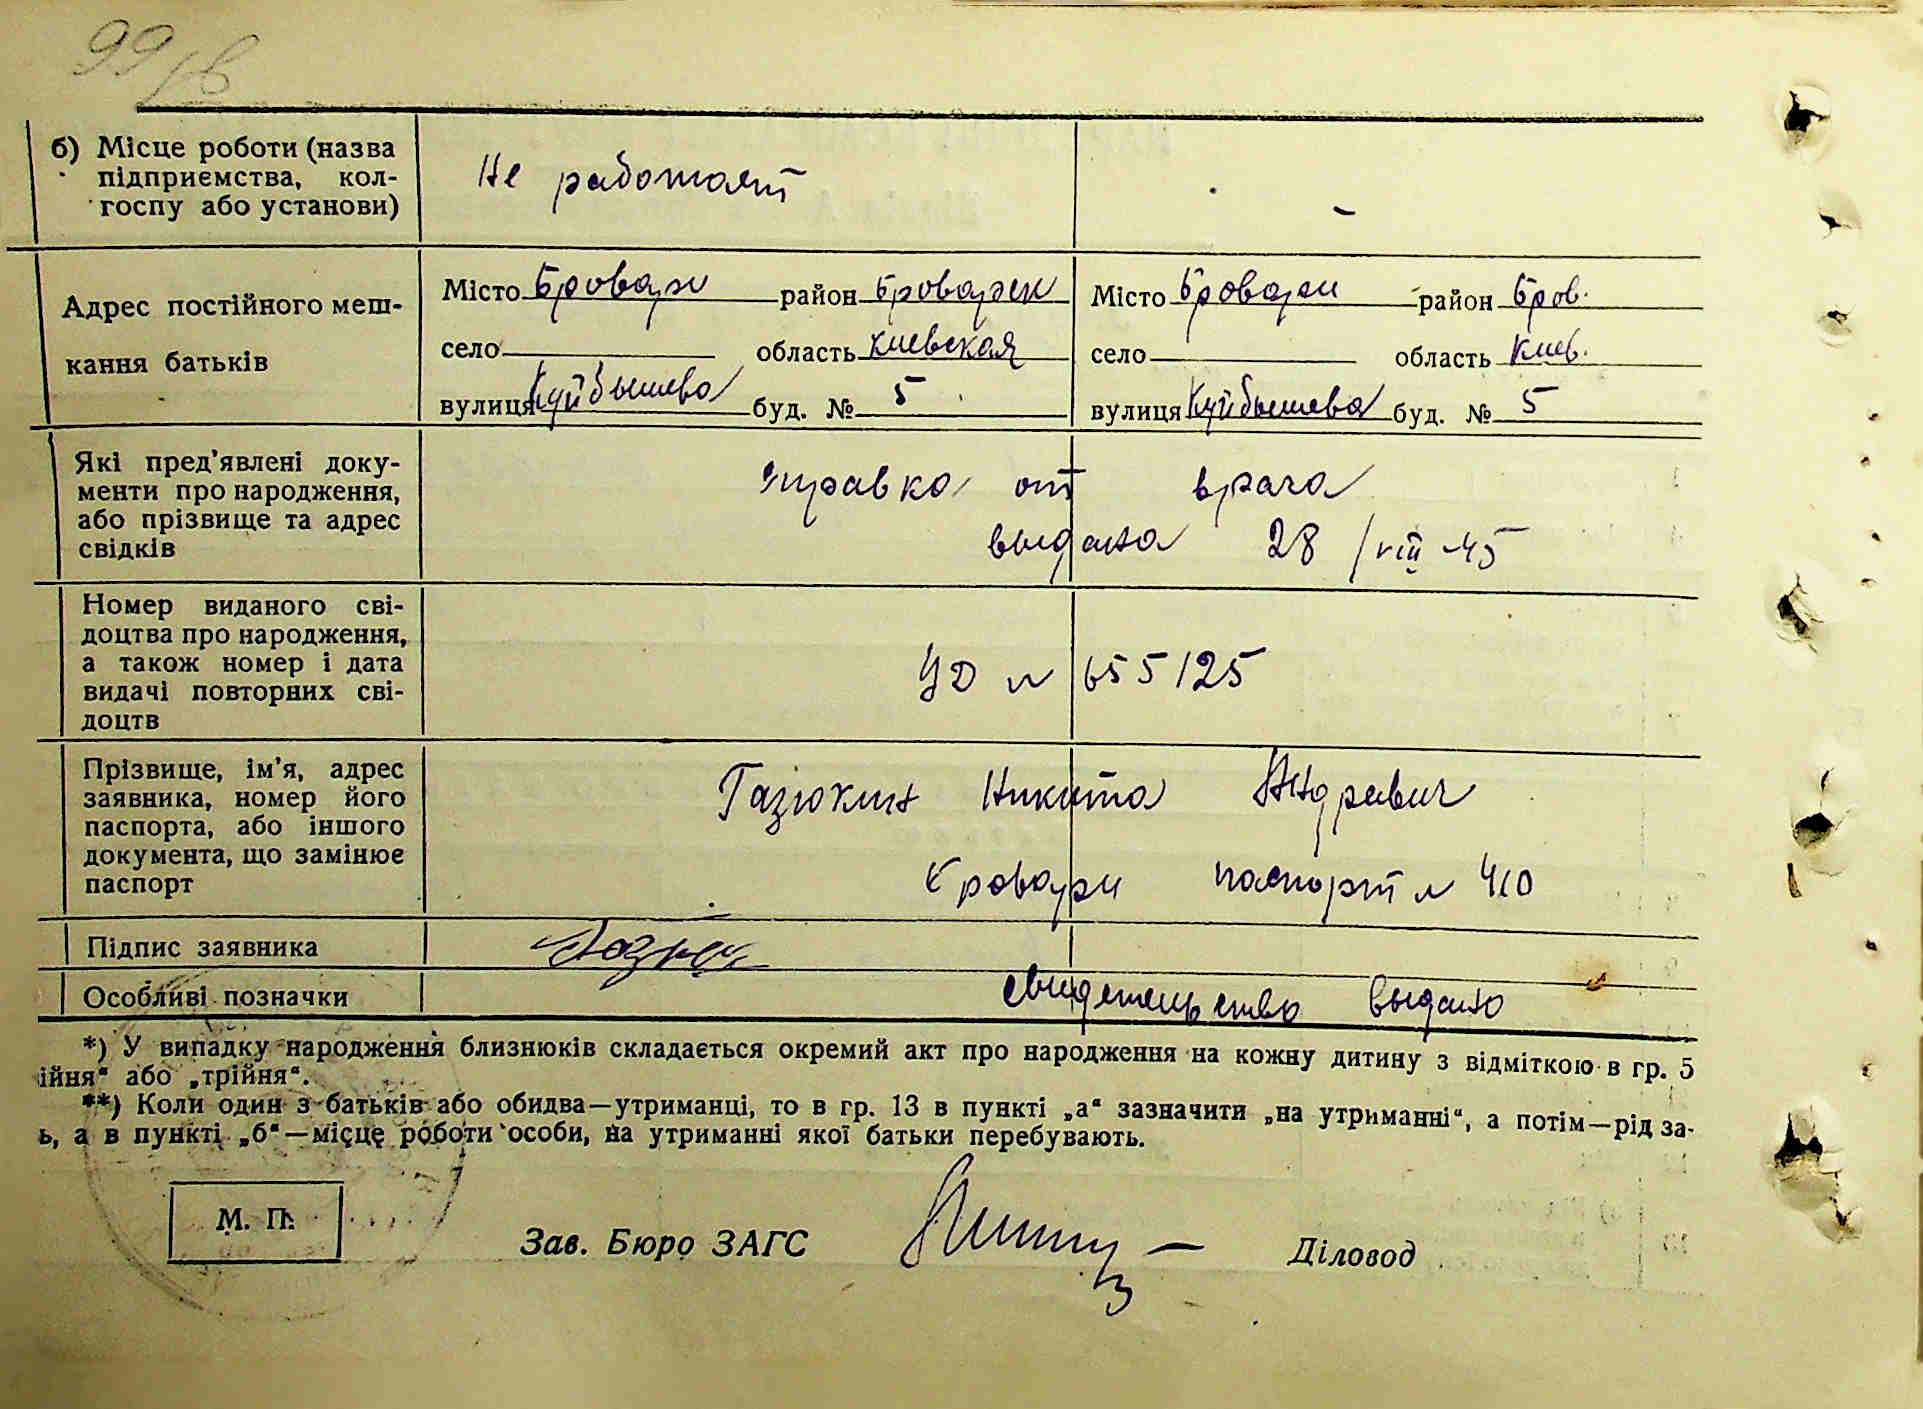 99/в
б) Місце роботи (назва
підприємства, кол-
госпу або установи)
Не работает
–
Адрес постійного меш-
кання батьків
Місто Бровары район Броварск
село область Киевская
вулиця Куйбышева буд. № 5
Місто Бровари район Бров.
село область Киев.
вулиця Куйбышева буд. № 5
Які пред'явлені доку-
менти про народження,
або прізвище та адрес
свідків
справка от врача
выдана 28/VIII-45
Номер виданого сві-
доцтва про народження,
а також номер і дата
видачі повторних сві-
доцтв
УД № 655125
Прізвище, ім'я, адрес
заявника, номер його
паспорта, або іншого
документа, що замінює
паспорт
Газюкин Никита Андревич
Бровари паспорт № 410
Підпис заявника
Особливі позначки
свидетельство выдано
*) У випадку народження близнюків складається окремий акт про народження на кожну дитину з відміткою в гр. 5
ійня" або „трійня".
**) Коли один з батьків або обидва—утриманці, то в гр. 13 в пункті „а" зазначити „на утриманні", а потім—рід за-
ь, а в пункті „б"—місце роботи особи, на утриманні якої батьки перебувають.
М. П.
Зав. Бюро ЗАГС
Діловод